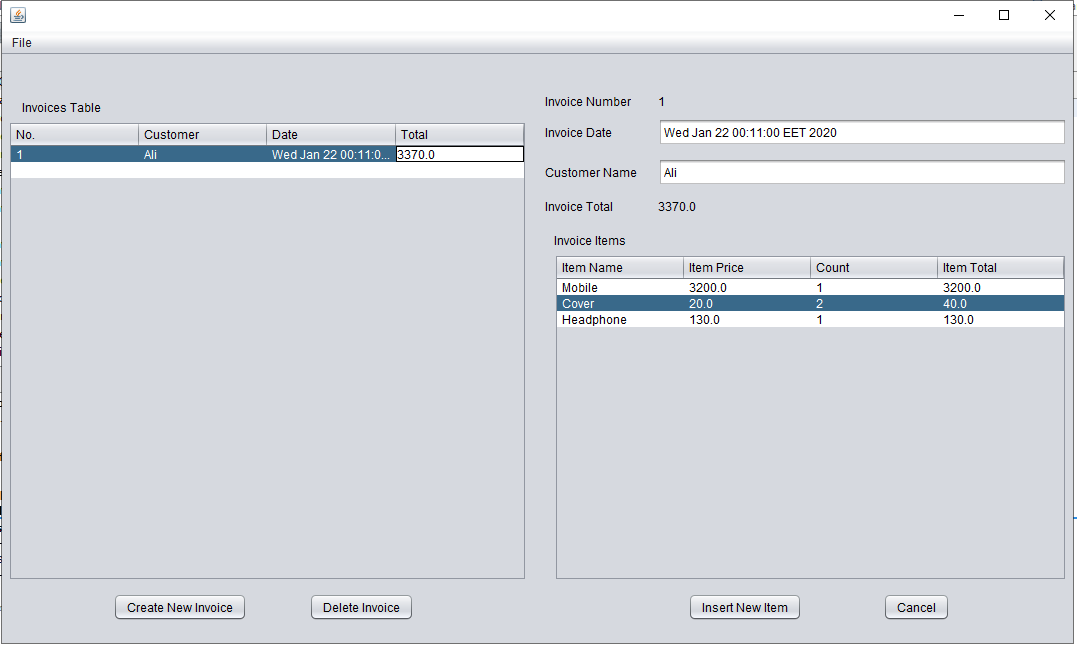 File
Invoices Table
No. Customer Date Total
1 Ali Wed Jan 22 00:11:0... 3370.0
Invoice Number 1
Invoice Date Wed Jan 22 00:11:00 EET 2020
Customer Name Ali
Invoice Total 3370.0
Invoice Items
Item Name Item Price Count Item Total
Mobile 3200.0 1 3200.0
Cover 20.0 2 40.0
Headphone 130.0 1 130.0
Create New Invoice Delete Invoice Insert New Item Cancel